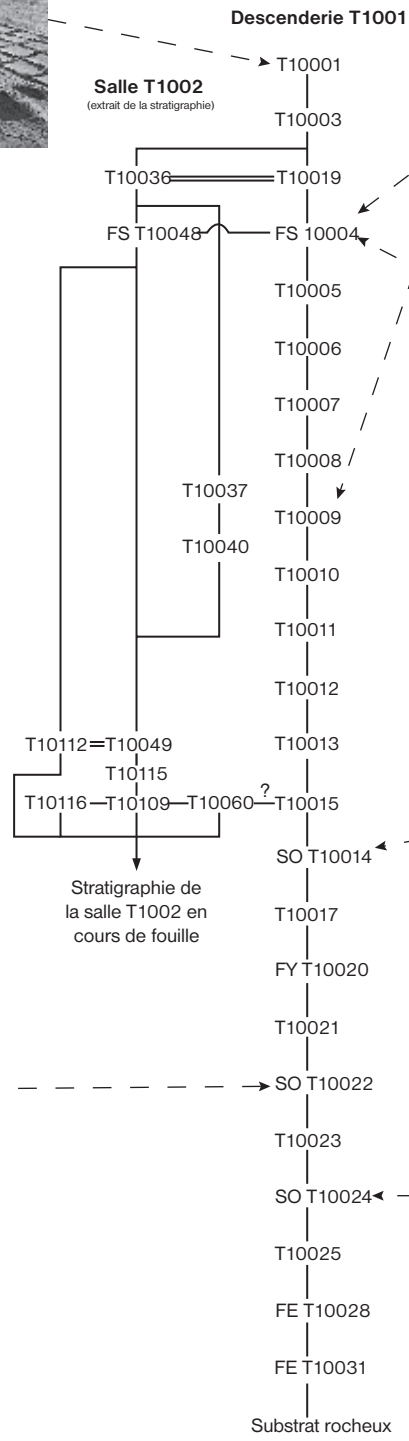 Descenderie T1001
T10001
Salle T1002
(extrait de la stratigraphie)
T10003
T10036 T10019
FS T10048 FS 10004
T10005
T10006
T10007
T10008
T10037
T10009
T10040
T10010
T10011
T10012
T10112 = T10049 T10013
T10115
T10116 T10109 T10060 ? T10015
SO T10014
Stratigraphie de
la salle T1002 en
cours de fouille
T10017
FY T10020
T10021
SO T10022
T10023
SO T10024
T10025
FE T10028
FE T10031
Substrat rocheux